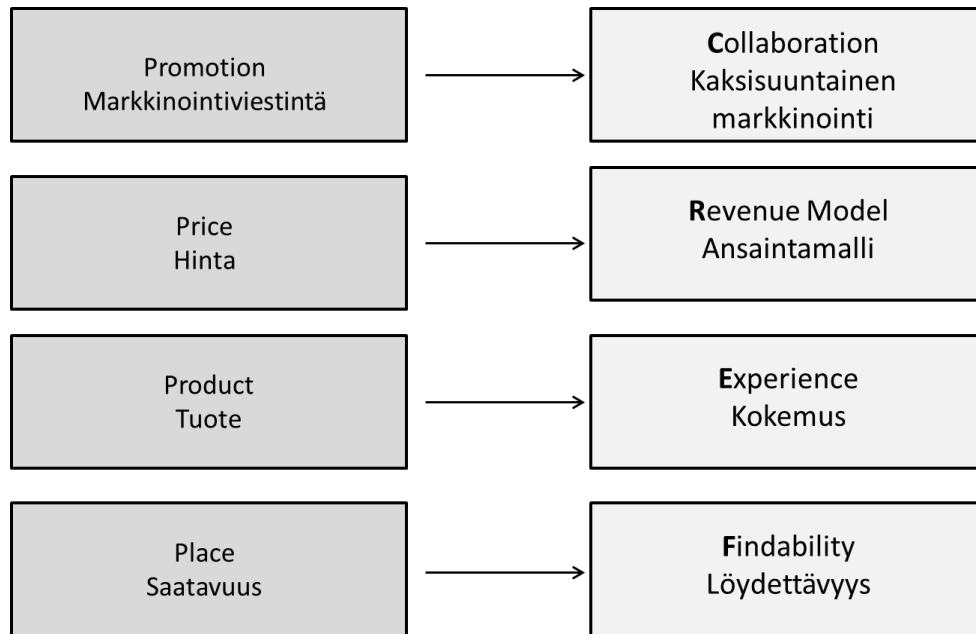 Promotion
Markkinointiviestintä
Collaboration
Kaksisuuntainen
markkinointi
Price
Hinta
Revenue Model
Ansaintamalli
Product
Tuote
Experience
Kokemus
Place
Saatavuus
Findability
Löydettävyys